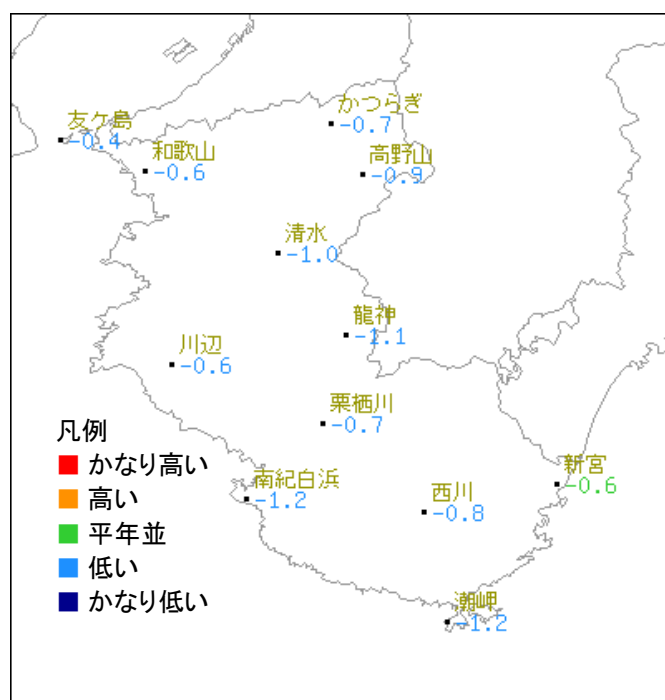 かつらぎ
-0.7
友ケ島
-0.4
和歌山
-0.6
高野山
-0.9
清水
-1.0
龍神
-1.1
川辺
-0.6
栗栖川
-0.7
凡例
かなり高い
高い
平年並
低い
かなり低い
南紀白浜
-1.2
西川
-0.8
新宮
-0.6
潮岬
-1.2